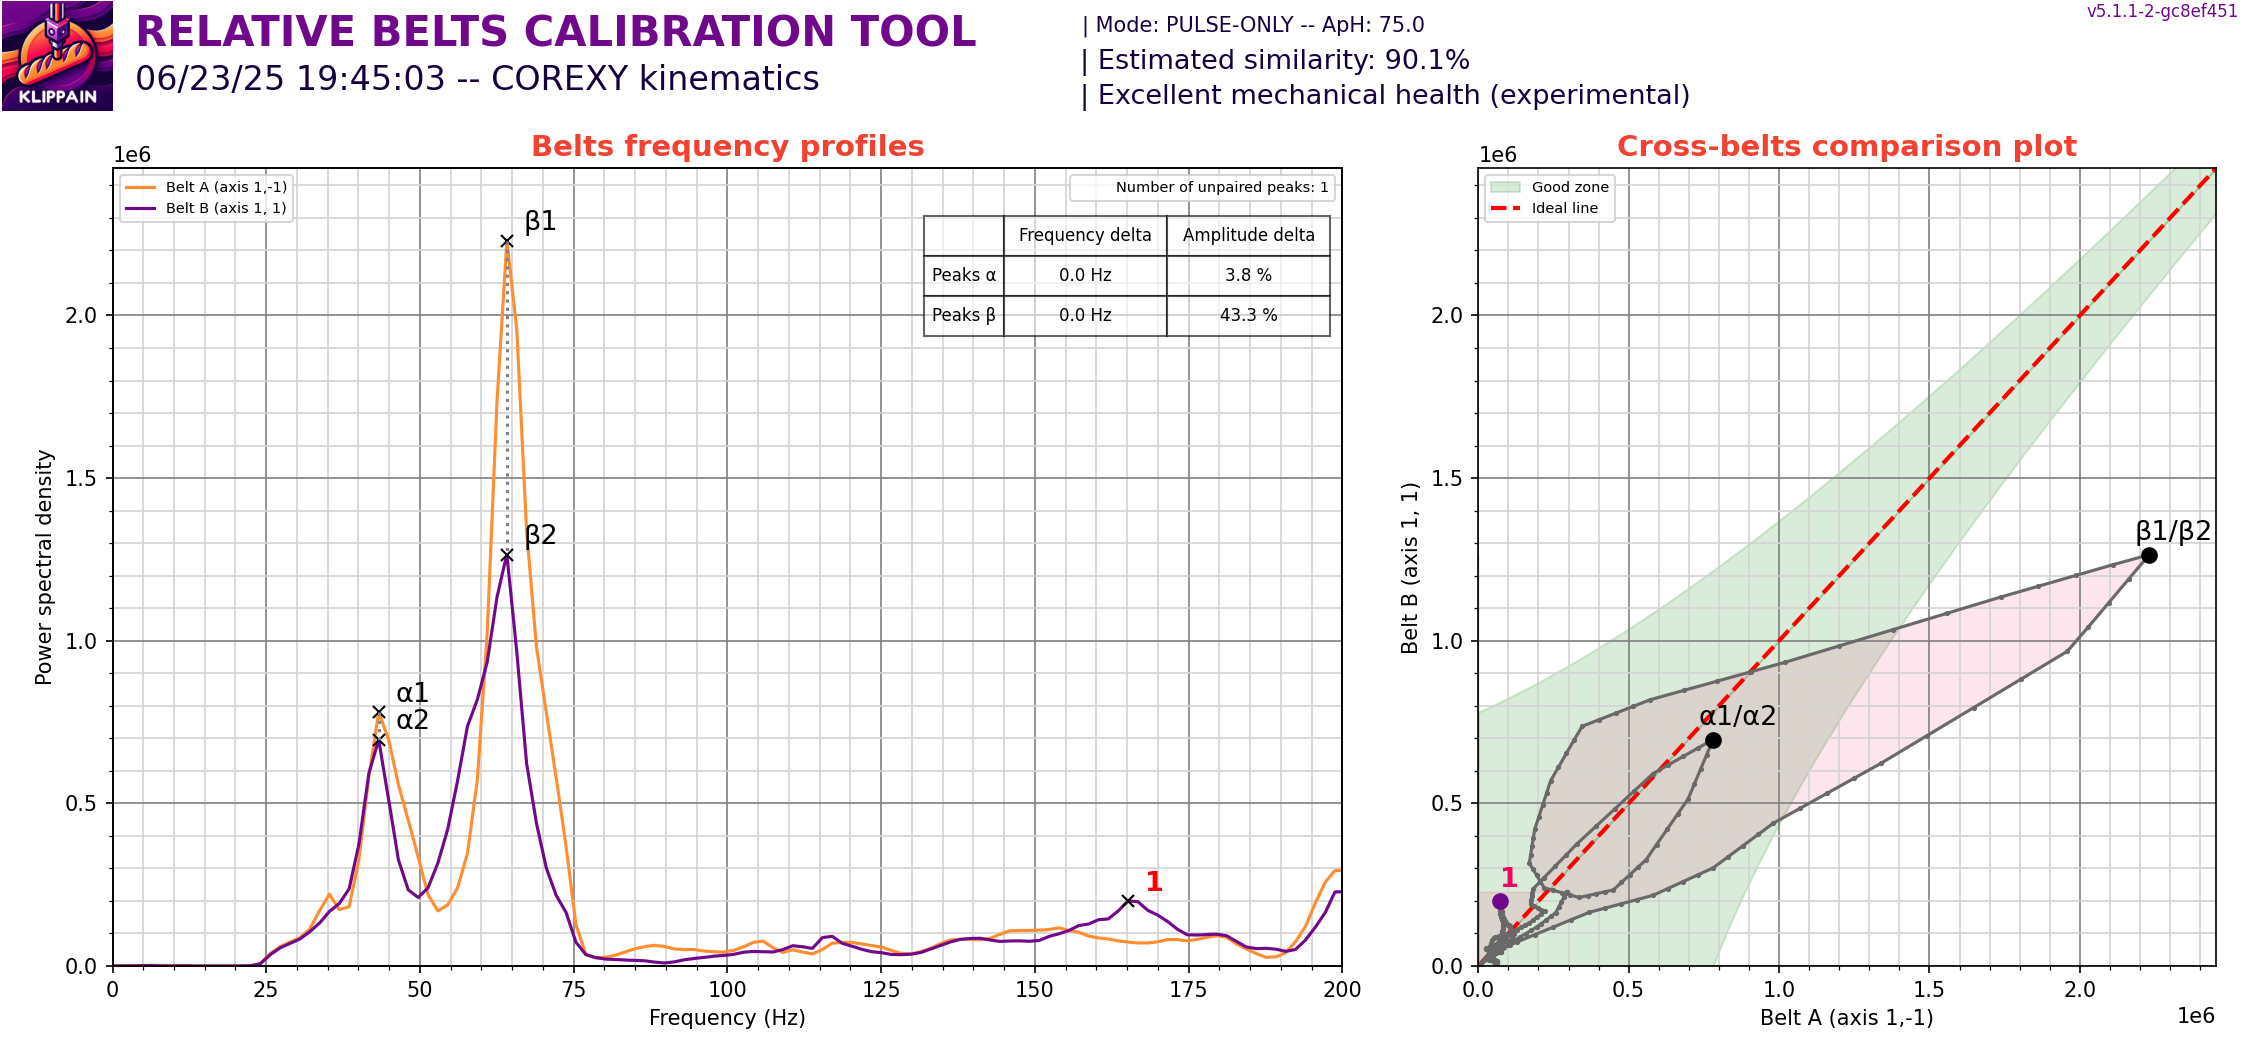 KLIPPAIN
RELATIVE BELTS CALIBRATION TOOL
06/23/25 19:45:03 -- COREXY kinematics
| Mode: PULSE-ONLY -- ApH: 75.0
| Estimated similarity: 90.1%
| Excellent mechanical health (experimental)
v5.1.1-2-gc8ef451
Belts frequency profiles
1e6
Belt A (axis 1,-1)
Belt B (axis 1, 1)
Number of unpaired peaks: 1
Frequency delta Amplitude delta
Peaks α 0.0 Hz 3.8 %
Peaks β 0.0 Hz 43.3 %
β1
β2
α1
α2
1
Power spectral density
2.0
1.5
1.0
0.5
0.0
0 25 50 75 100 125 150 175 200
Frequency (Hz)
Cross-belts comparison plot
1e6
Good zone
Ideal line
β1/β2
α1/α2
1
Belt B (axis 1, 1)
2.0
1.5
1.0
0.5
0.0
0.0 0.5 1.0 1.5 2.0
Belt A (axis 1,-1)
1e6